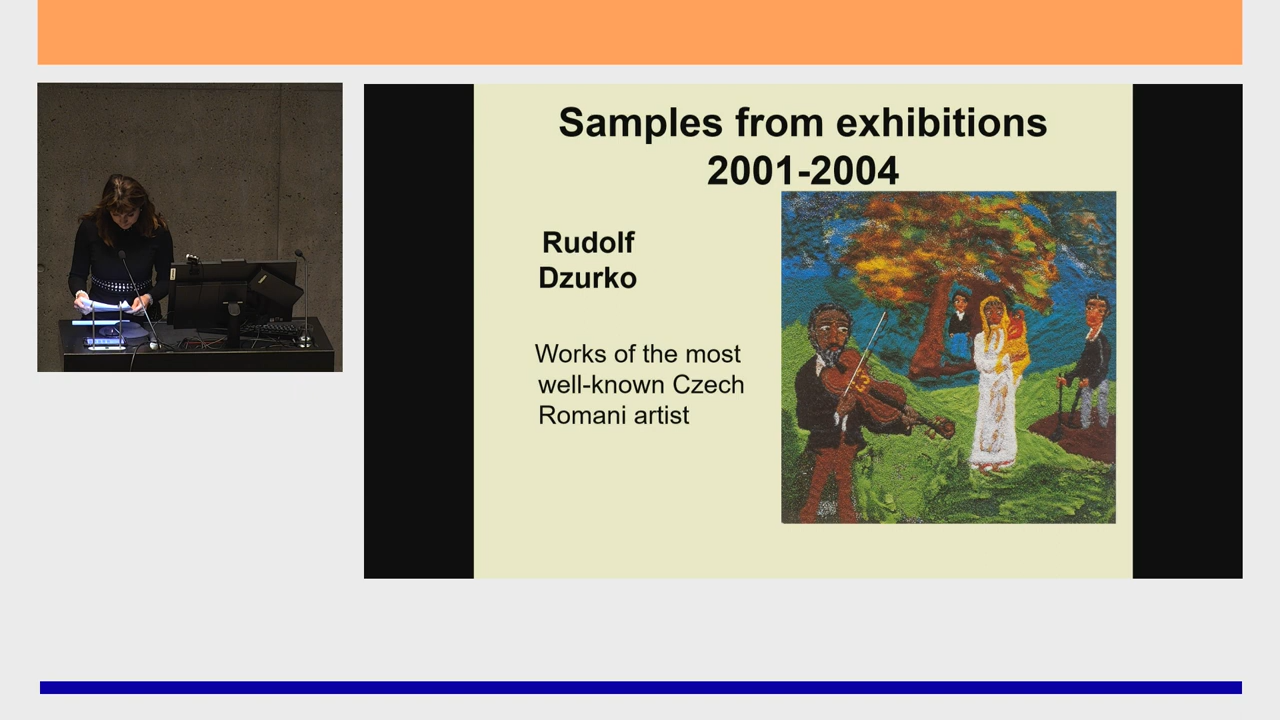 Samples from exhibitions
2001-2004
Rudolf
Dzurko
Works of the most
well-known Czech
Romani artist